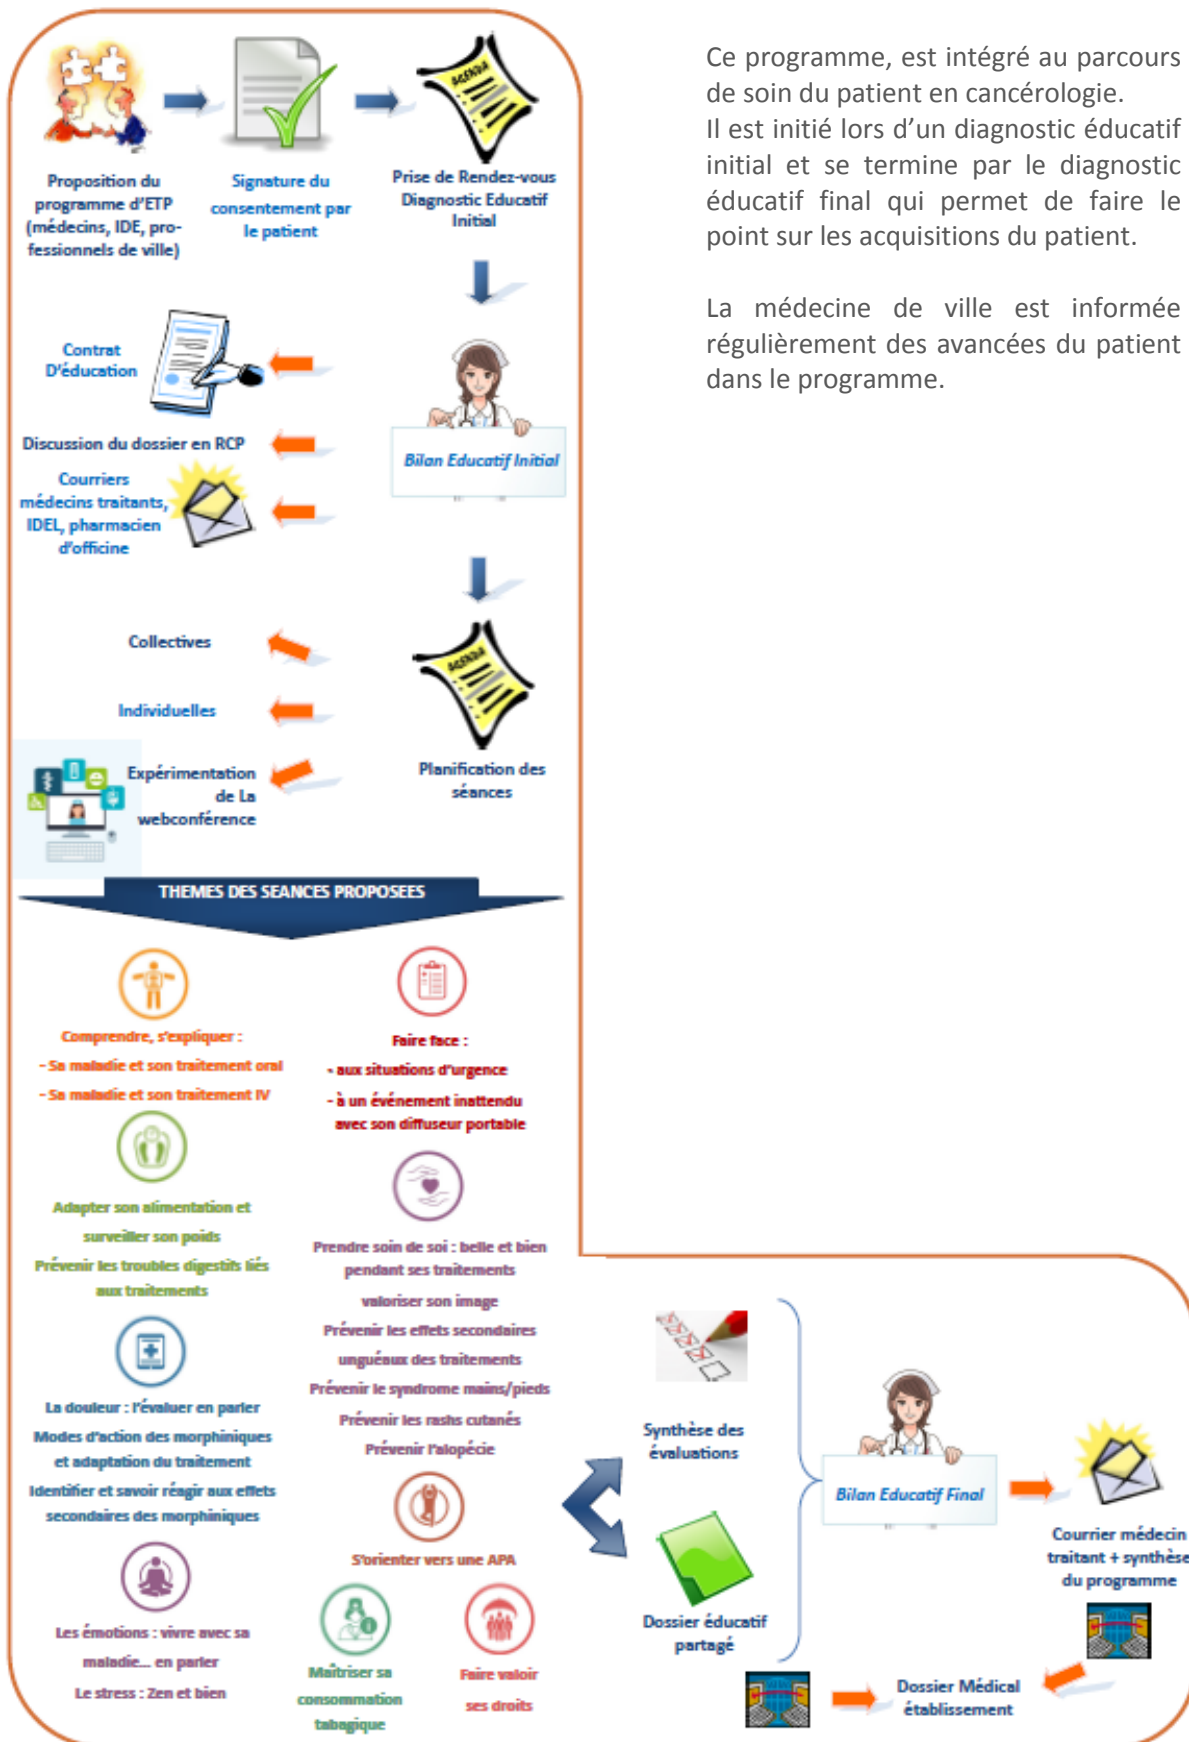 Ce programme, est intégré au parcours
de soin du patient en cancérologie.
Il est initié lors d'un diagnostic éducatif
initial et se termine par le diagnostic
éducatif final qui permet de faire le
point sur les acquisitions du patient.
La médecine de ville est informée
régulièrement des avancées du patient
dans le programme.
AGENDA
Proposition du
programme d'ETP
(médecins, IDE, pro-
fessionnels de ville)
Signature du
consentement par
le patient
Prise de Rendez-vous
Diagnostic Educatif
Initial
Contrat
D'éducation
Discussion du dossier en RCP
Courriers
médecins traitants,
IDEL, pharmacien
d'officine
Bilan Educatif Initial
Collectives
Individuelles
Expérimentation
de La
webconférence
AGENDA
Planification des
séances
THEMES DES SEANCES PROPOSEES
Comprendre, s'expliquer :
- Sa maladie et son traitement oral
- Sa maladie et son traitement IV
Faire face :
- aux situations d'urgence
- à un événement inattendu
avec son diffuseur portable
Adapter son alimentation et
surveiller son poids
Prévenir les troubles digestifs liés
aux traitements
Prendre soin de soi : belle et bien
pendant ses traitements
valoriser son image
Prévenir les effets secondaires
unguéaux des traitements
Prévenir le syndrome mains/pieds
Prévenir les rashs cutanés
Prévenir l'alopécie
La douleur : l'évaluer en parler
Modes d'action des morphiniques
et adaptation du traitement
Identifier et savoir réagir aux effets
secondaires des morphiniques
S'orienter vers une APA
Les émotions : vivre avec sa
maladie... en parler
Le stress : Zen et bien
Maîtriser sa
consommation
tabagique
Faire valoir
ses droits
Synthèse des
évaluations
Dossier éducatif
partagé
Bilan Educatif Final
Courrier médecin
traitant + synthèse
du programme
Dossier Médical
établissement